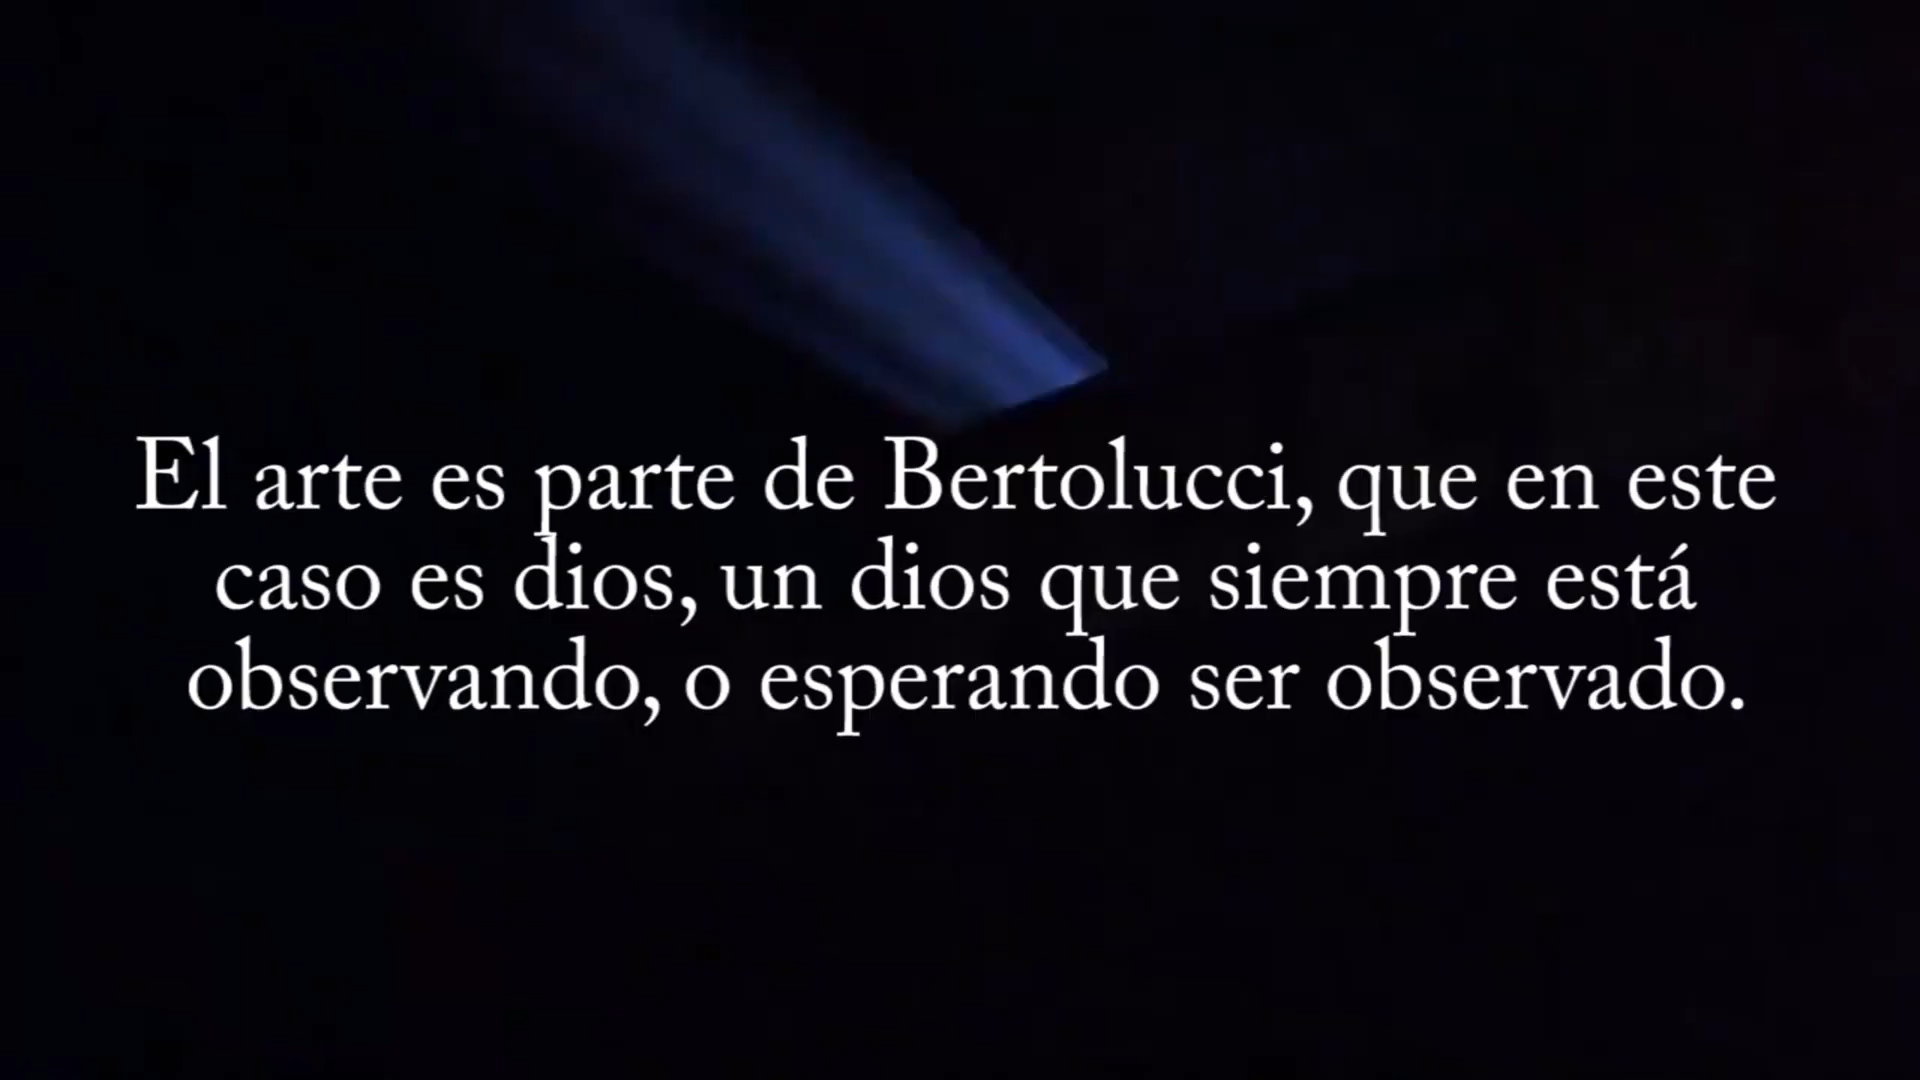 El arte es parte de Bertolucci, que en este
caso es dios, un dios que siempre está
observando, o esperando ser observado.